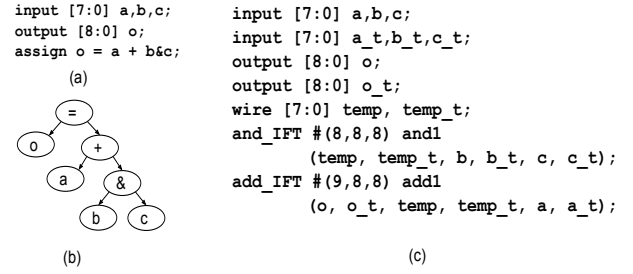 input [7:0] a,b,c;
output [8:0] o;
assign o = a + b&c;
(a)
=
o
+
a
&
b
c
(b)
input [7:0] a,b,c;
input [7:0] a_t,b_t,c_t;
output [8:0] o;
output [8:0] o_t;
wire [7:0] temp, temp_t;
and_IFT #(8,8,8) and1
(temp, temp_t, b, b_t, c, c_t);
add_IFT #(9,8,8) add1
(o, o_t, temp, temp_t, a, a_t);
(c)